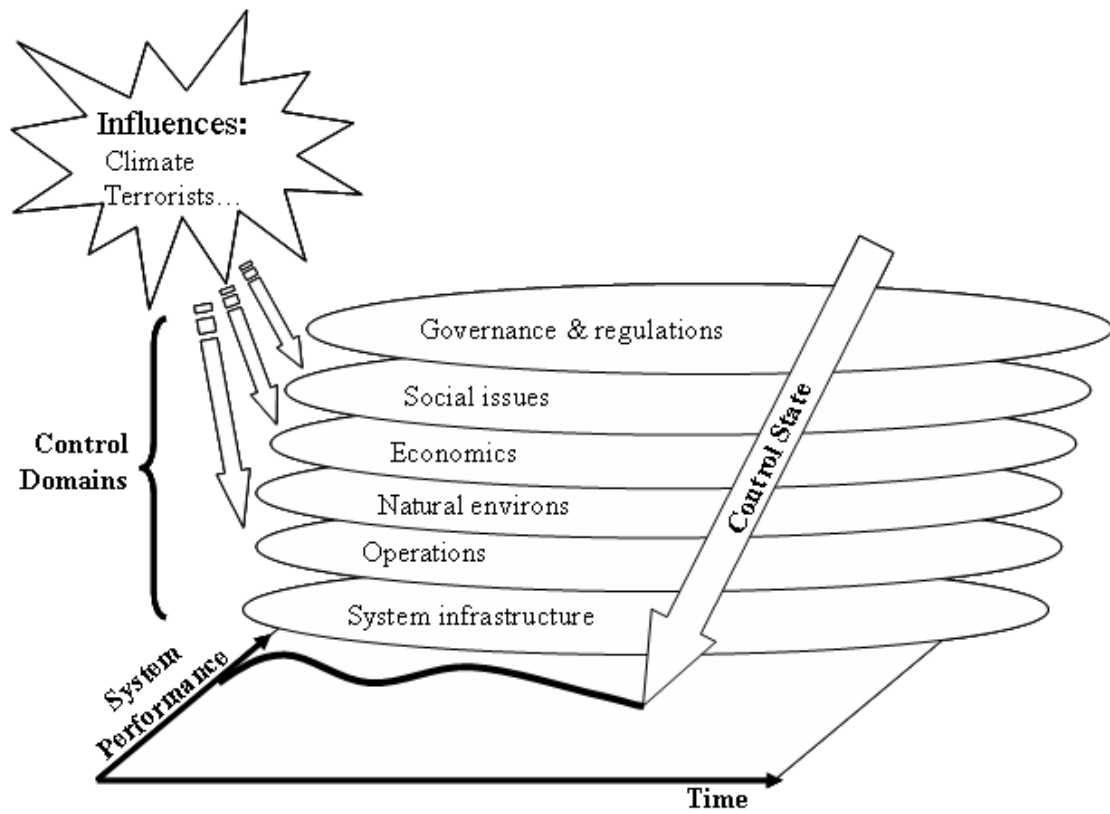 Influences:
Climate
Terrorists...
Governance & regulations
Social issues
Economics
Natural environs
Operations
System infrastructure
Control
Domains
Control State
System
Performance
Time